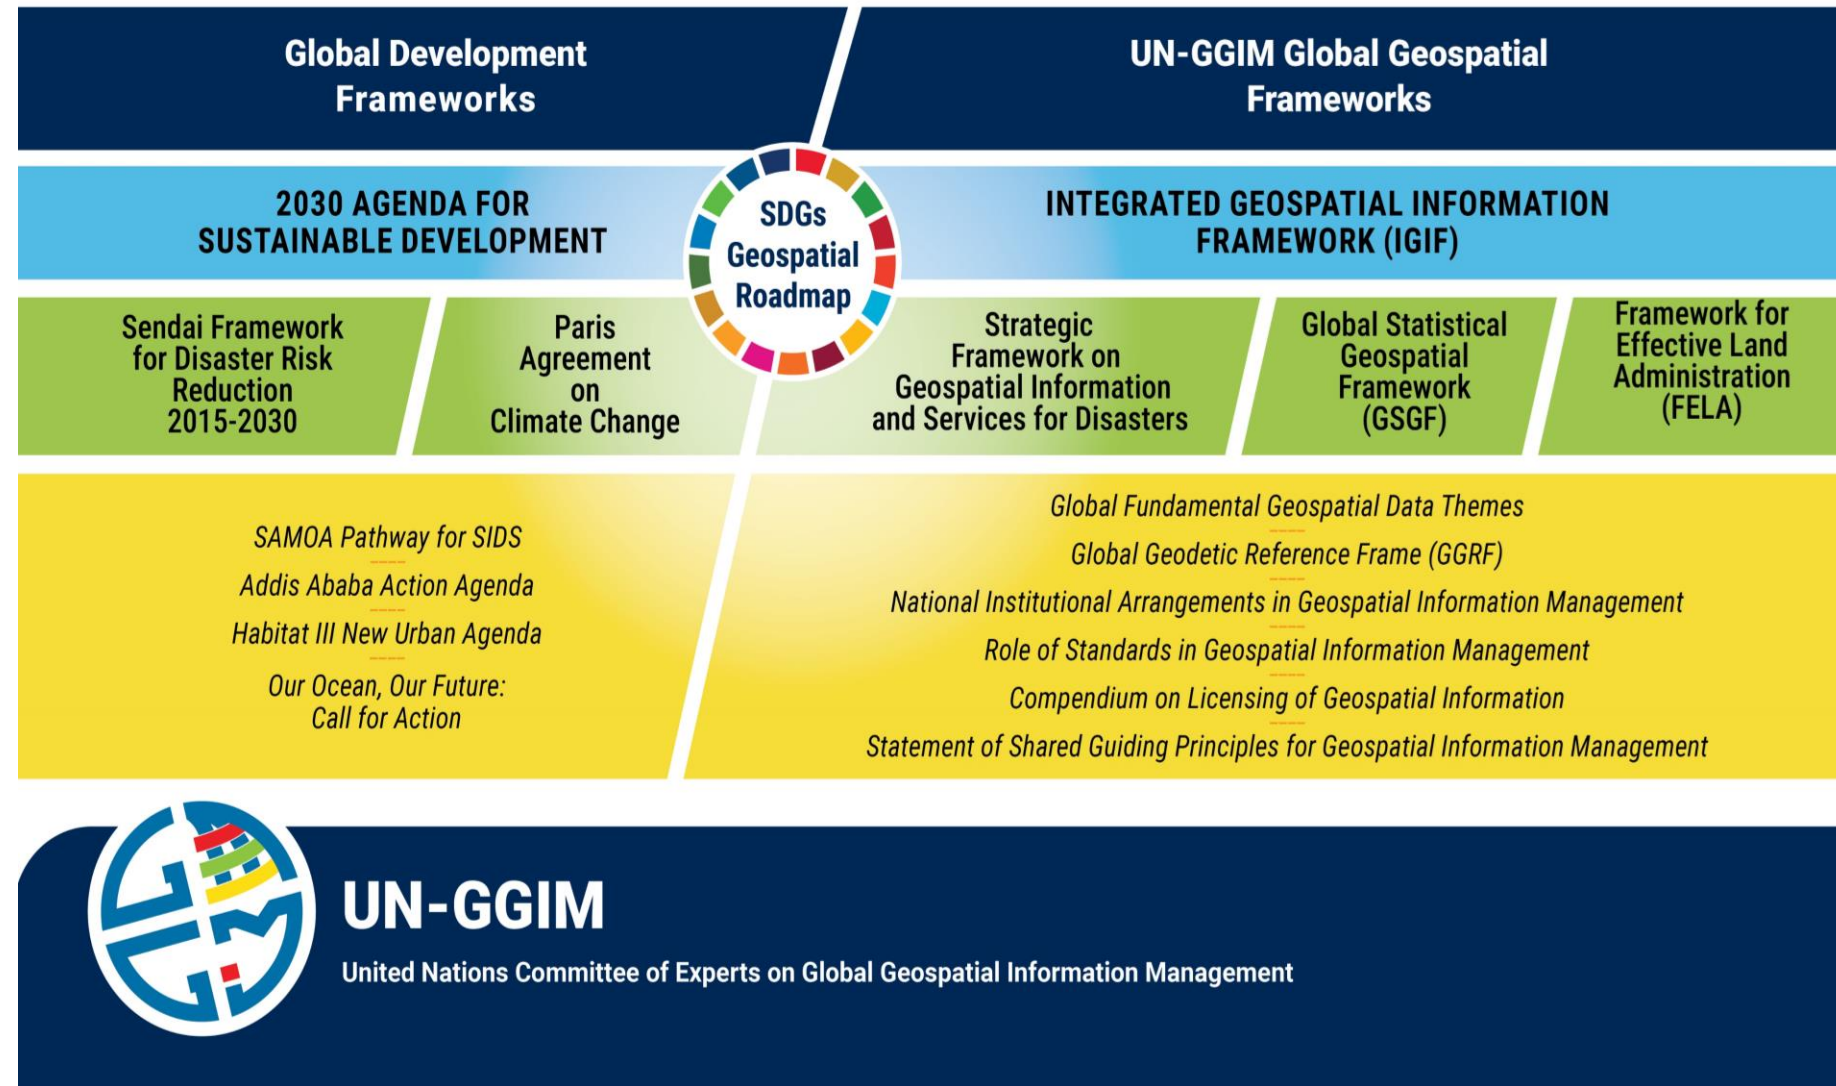 Global Development
Frameworks
UN-GGIM Global Geospatial
Frameworks
2030 AGENDA FOR
SUSTAINABLE DEVELOPMENT
SDGs
Geospatial
Roadmap
INTEGRATED GEOSPATIAL INFORMATION
FRAMEWORK (IGIF)
Sendai Framework
for Disaster Risk
Reduction
2015-2030
Paris
Agreement
on
Climate Change
Strategic
Framework on
Geospatial Information
and Services for Disasters
Global Statistical
Geospatial
Framework
(GSGF)
Framework for
Effective Land
Administration
(FELA)
SAMOA Pathway for SIDS
Addis Ababa Action Agenda
Habitat III New Urban Agenda
Our Ocean, Our Future:
Call for Action
Global Fundamental Geospatial Data Themes
Global Geodetic Reference Frame (GGRF)
National Institutional Arrangements in Geospatial Information Management
Role of Standards in Geospatial Information Management
Compendium on Licensing of Geospatial Information
Statement of Shared Guiding Principles for Geospatial Information Management
UN-GGIM
United Nations Committee of Experts on Global Geospatial Information Management